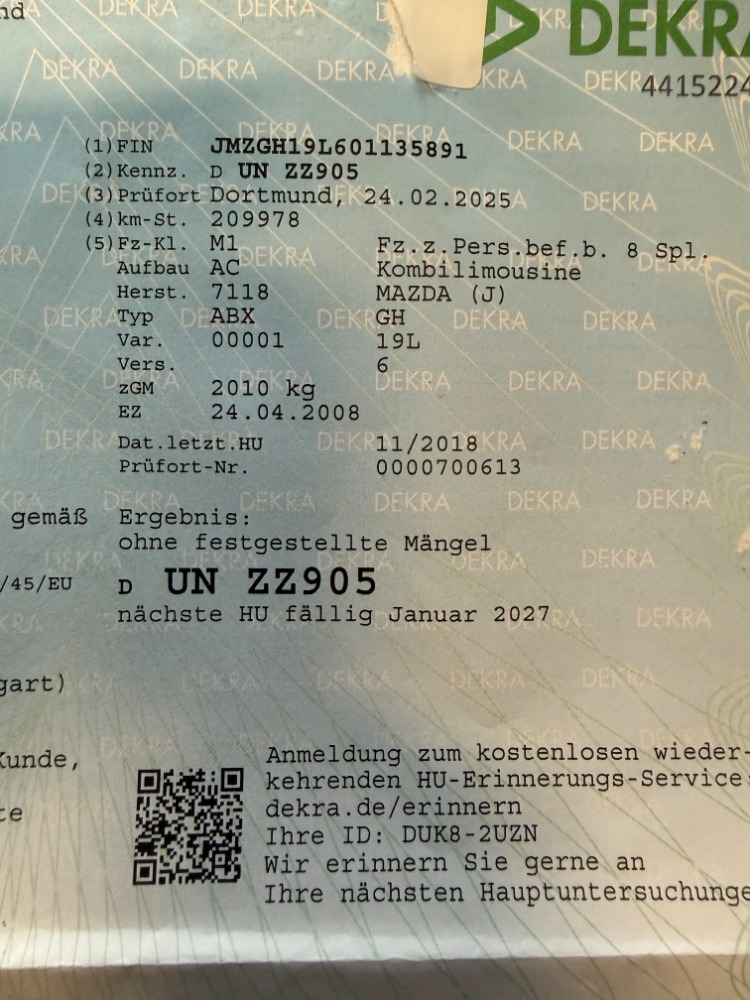 nd
DEKRA
4415224
(1) FIN JMZGH19L601135891
(2) Kennz. D UN ZZ905
(3) Prüfort Dortmund, 24.02.2025
(4) km-St. 209978
(5) Fz-Kl. M1 Fz.z.Pers.bef.b. 8 Spl.
Aufbau AC Kombilimousine
Herst. 7118 MAZDA (J)
Typ ABX GH
Var. 00001 19L
Vers. 6
zGM 2010 kg
EZ 24.04.2008
Dat.letzt.HU 11/2018
Prüfort-Nr. 0000700613
gemäß Ergebnis:
ohne festgestellte Mängel
/45/EU D UN ZZ905
nächste HU fällig Januar 2027
gart)
Kunde, Anmeldung zum kostenlosen wieder-
kehrenden HU-Erinnerungs-Service:
te dekra.de/erinnern
Ihre ID: DUK8-2UZN
Wir erinnern Sie gerne an
Ihre nächsten Hauptuntersuchunge